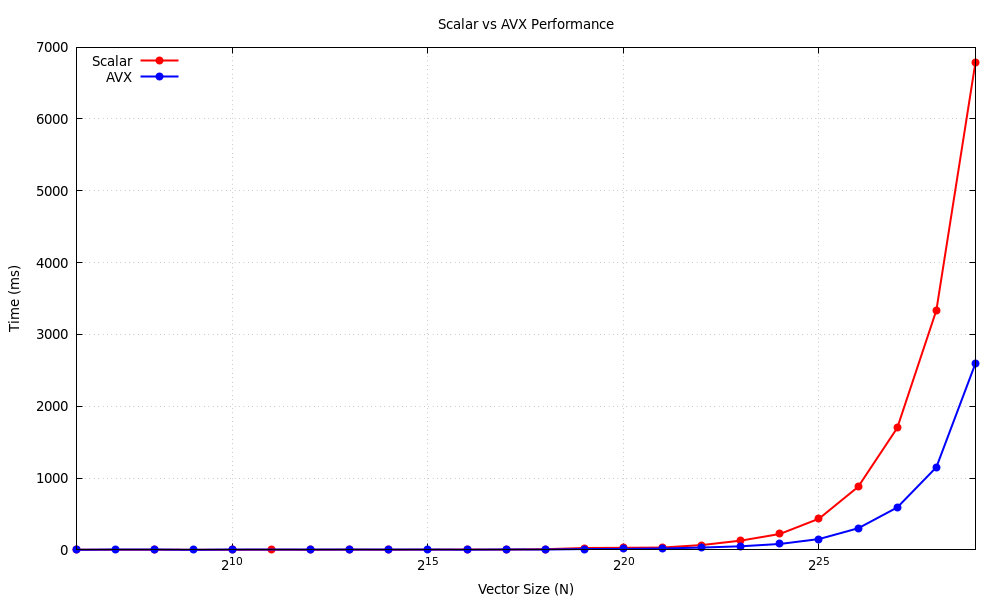 Scalar vs AVX Performance
7000
6000
5000
4000
3000
2000
1000
0
Scalar
AVX
Time (ms)
2^10
2^15
2^20
2^25
Vector Size (N)